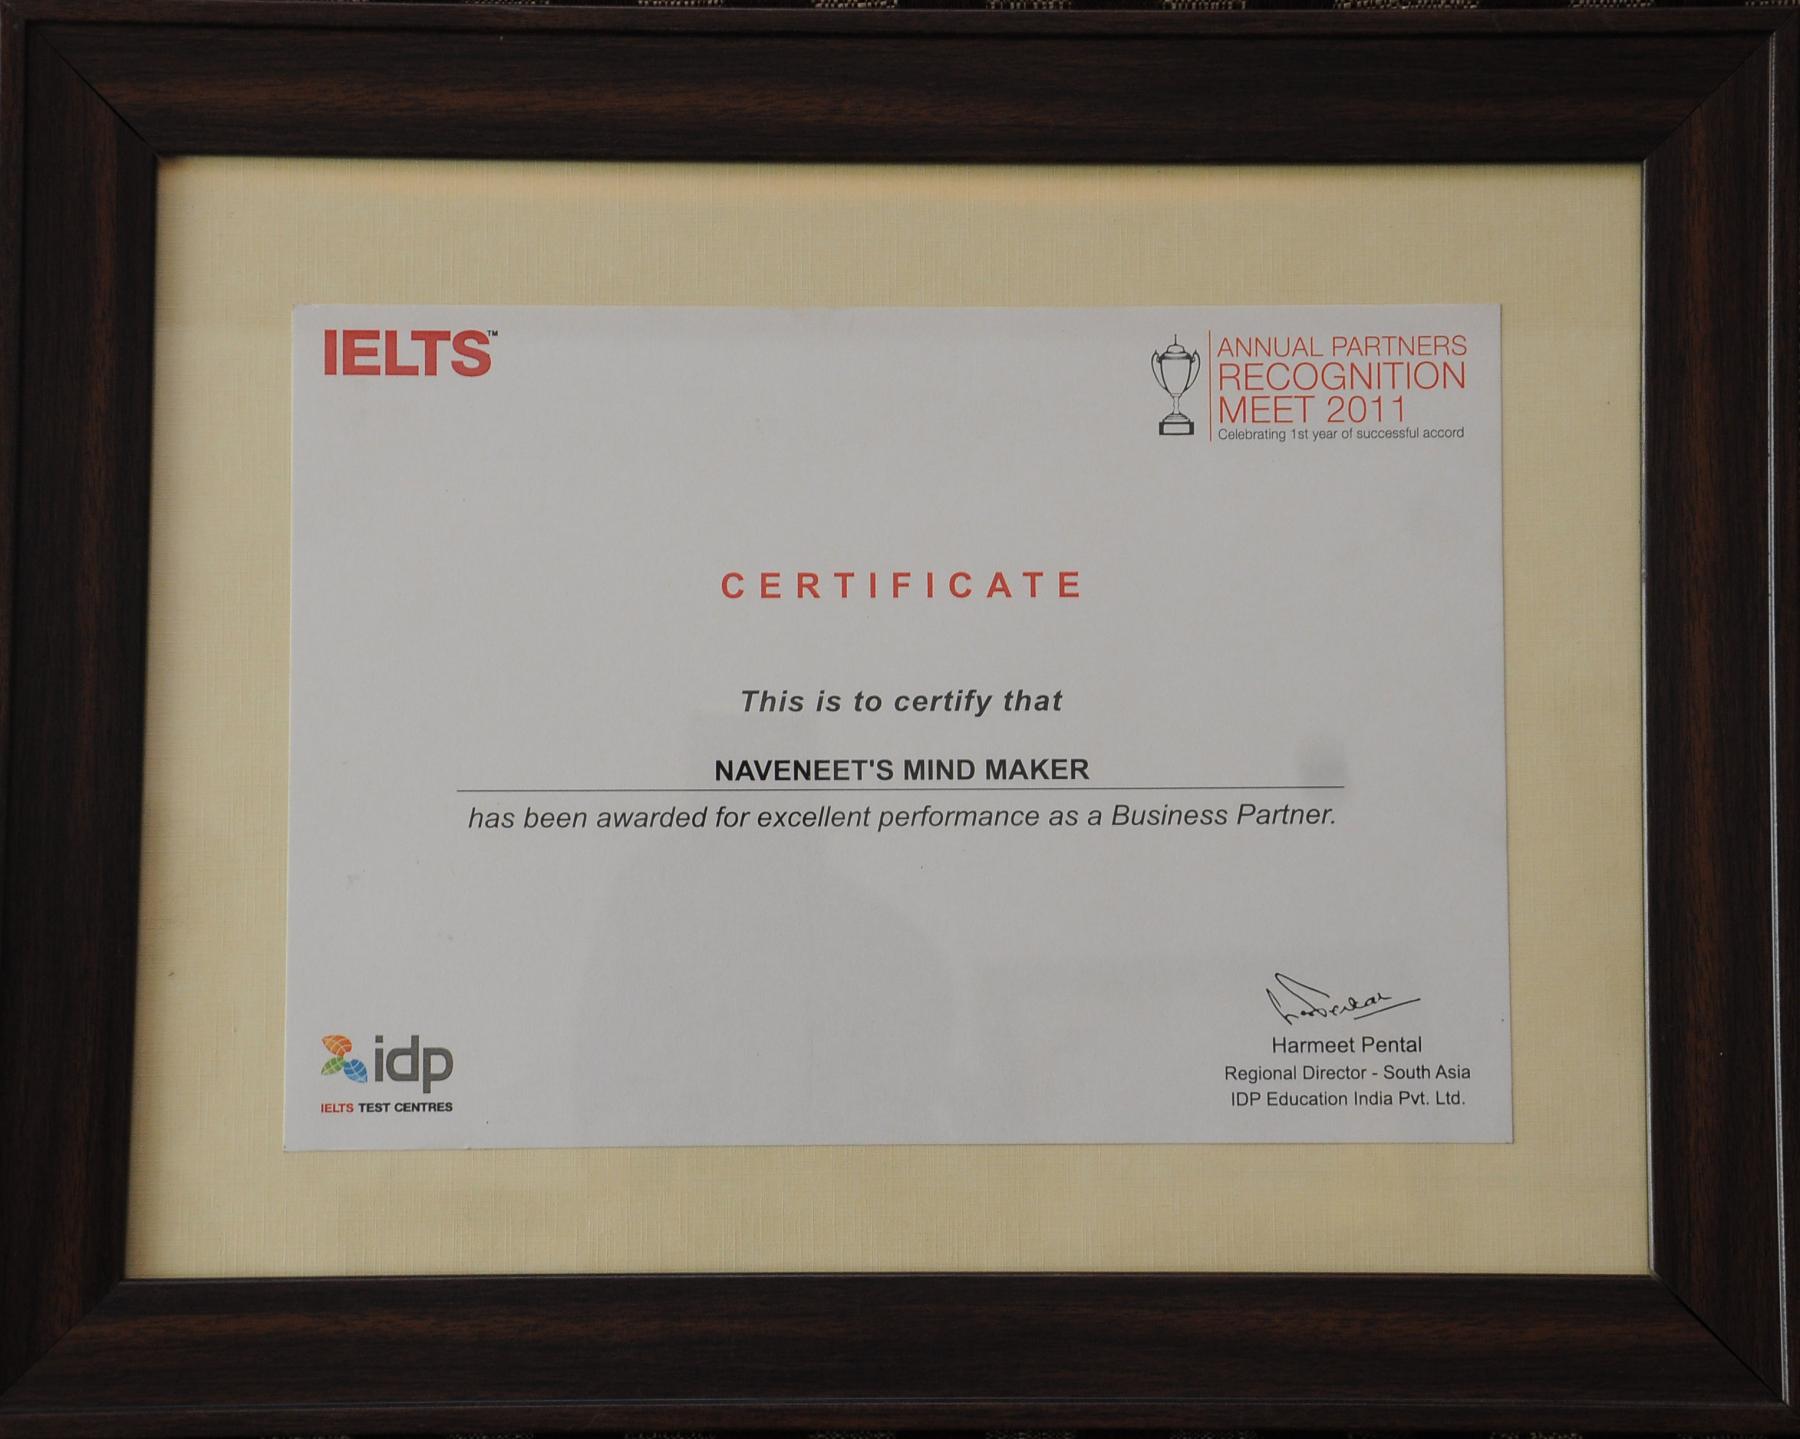 IELTS™
ANNUAL PARTNERS
RECOGNITION
MEET 2011
Celebrating 1st year of successful accord
CERTIFICATE
This is to certify that
NAVENEET'S MIND MAKER
has been awarded for excellent performance as a Business Partner.
idp
IELTS TEST CENTRES
Harmeet Pental
Regional Director - South Asia
IDP Education India Pvt. Ltd.